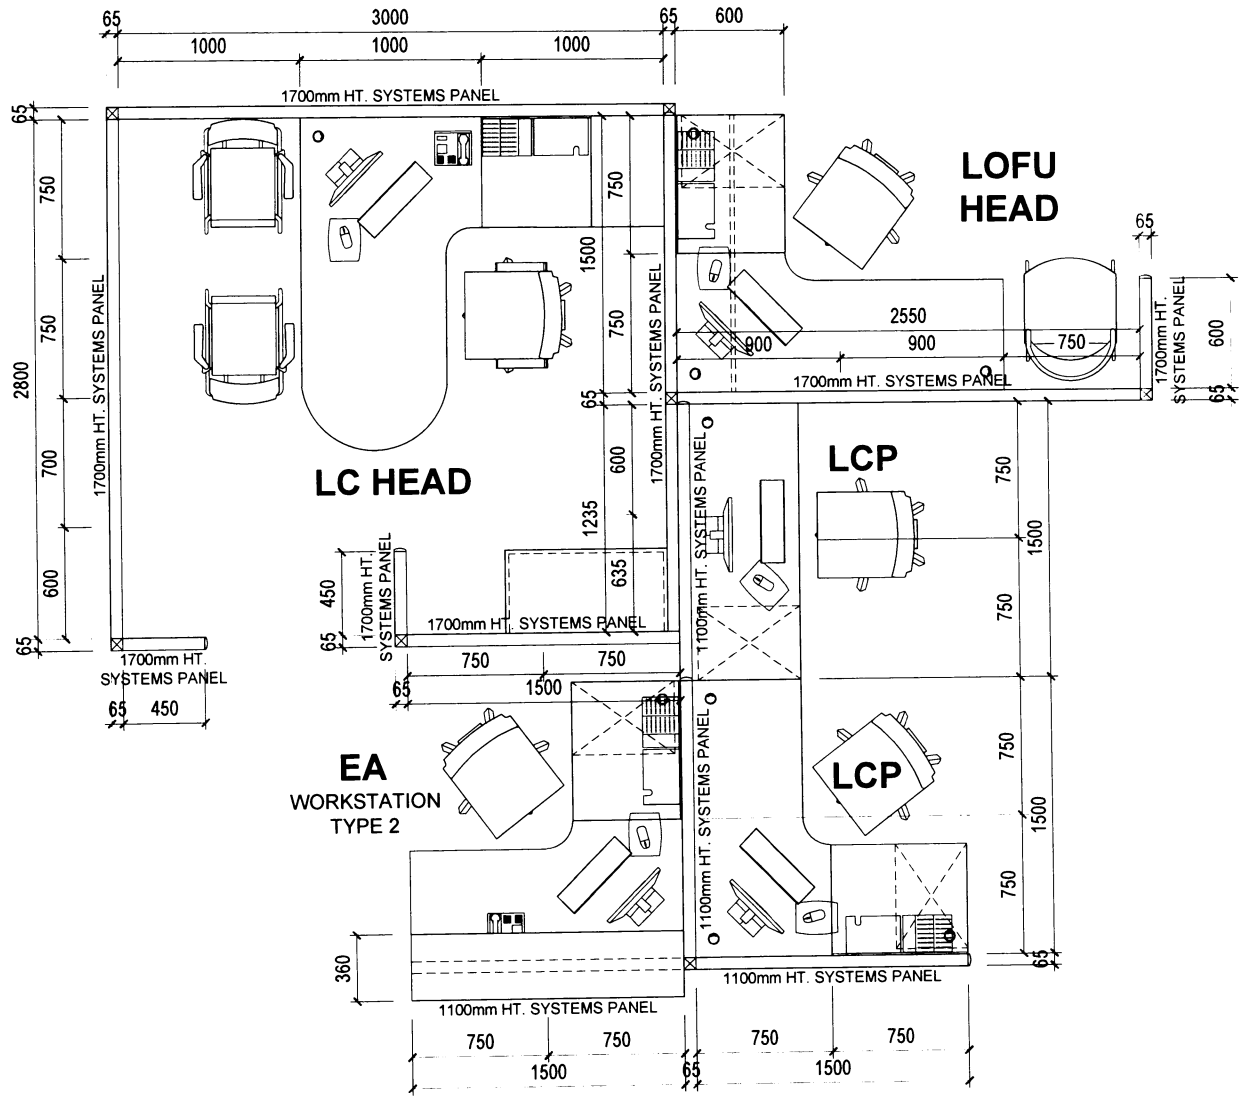 65
3000
65
600
1000
1000
1000
1700mm HT. SYSTEMS PANEL
65
750
750
700
600
2800
65
1700mm HT. SYSTEMS PANEL
750
1500
750
65
600
1235
635
1700mm HT. SYSTEMS PANEL
LOFU
HEAD
65
2550
900
900
750
1700mm HT. SYSTEMS PANEL
1700mm HT.
SYSTEMS PANEL
600
65
LC HEAD
LCP
1100mm HT. SYSTEMS PANEL
750
1500
750
450
65
1700mm HT.
SYSTEMS PANEL
1700mm HT. SYSTEMS PANEL
750
750
65
1500
1700mm HT.
SYSTEMS PANEL
65
450
EA
WORKSTATION
TYPE 2
LCP
1100mm HT. SYSTEMS PANEL
750
1500
750
65
360
1100mm HT. SYSTEMS PANEL
1100mm HT. SYSTEMS PANEL
750
750
65
750
750
1500
1500